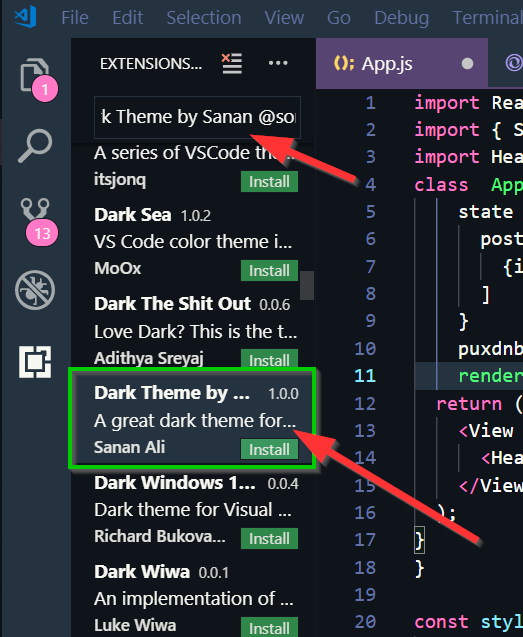 File Edit Selection View Go Debug Terminal
EXTENSIONS...
k Theme by Sanan @so
A series of VSCode the...
itsjonq Install
Dark Sea 1.0.2
VS Code color theme i...
MoOx Install
Dark The Shit Out 0.0.6
Love Dark? This is the t...
Adithya Sreyaj Install
Dark Theme by ... 1.0.0
A great dark theme for...
Sanan Ali Install
Dark Windows 1... 0.0.4
Dark theme for Visual ...
Richard Bukova... Install
Dark Wiwa 0.0.1
An implementation of ...
Luke Wiwa Install
1
13
{}; App.js
1 import Rea
2 import { S
3 import Hea
4 class App
5 state
6 post
7 {i
8 ]
9 }
10 puxdnb
11 render
12 return (
13 <View
14 <Hea
15 </View
16 );
17 }
18 }
19
20 const styl